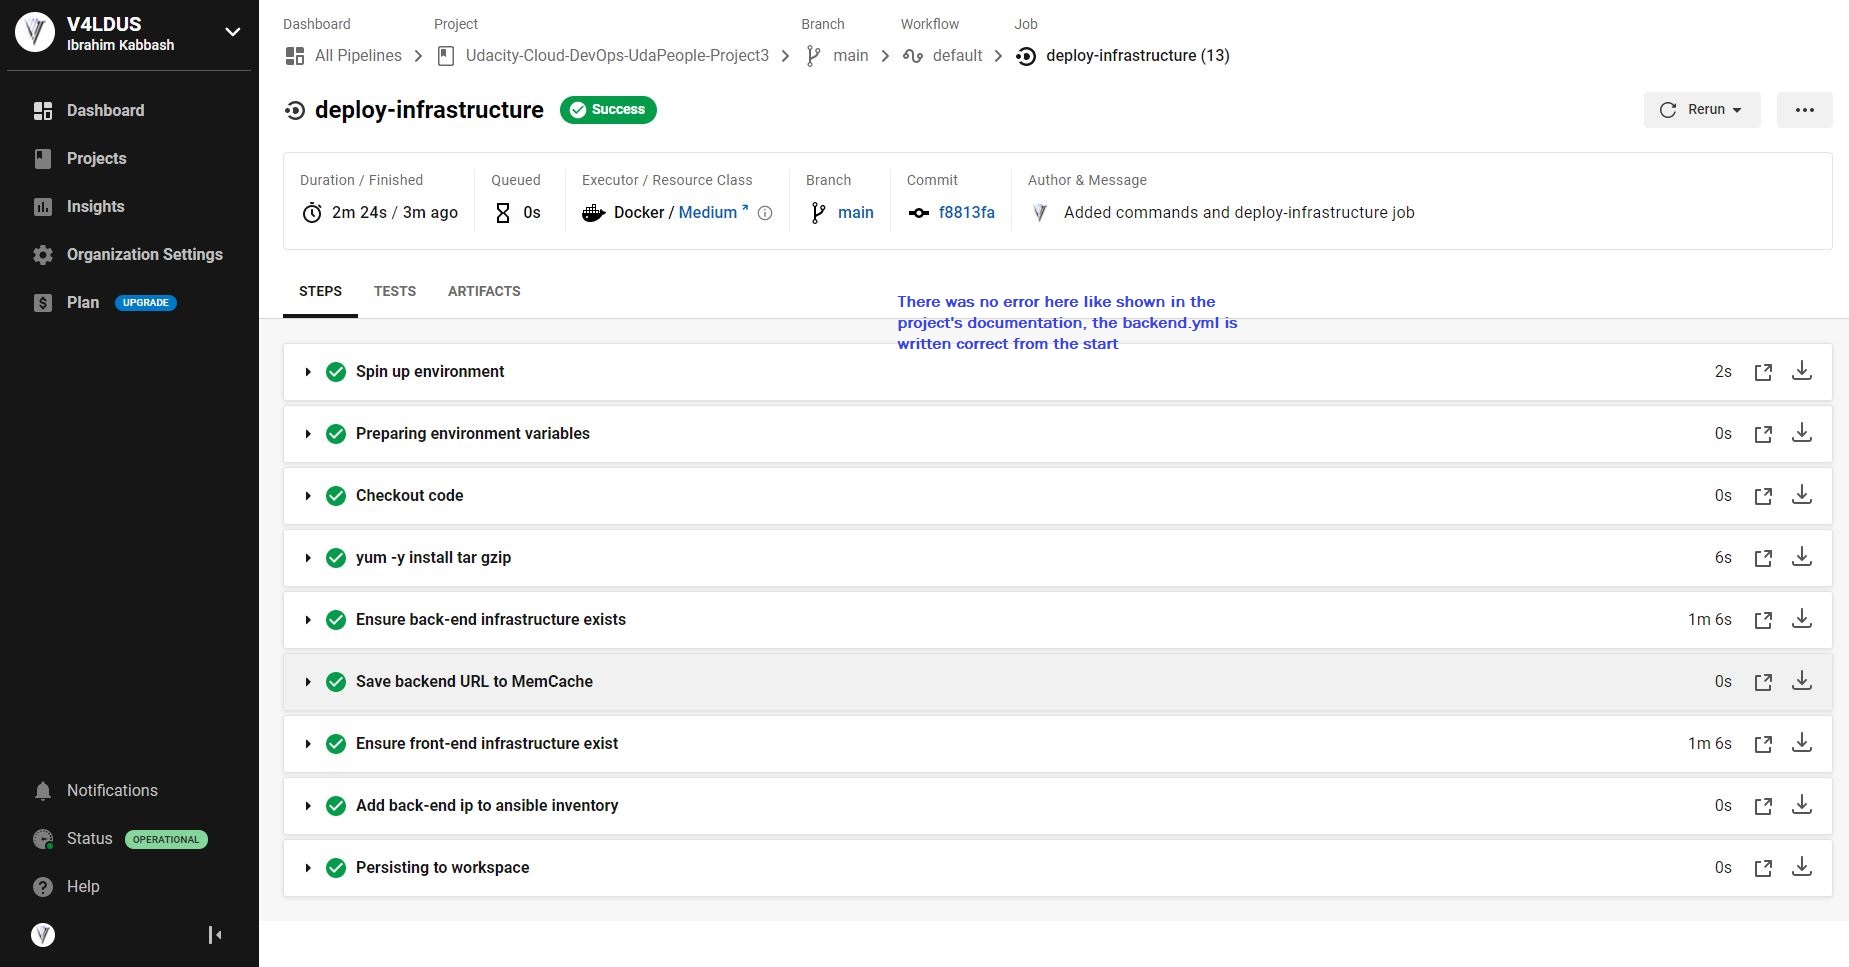 V4LDUS
Ibrahim Kabbash
Dashboard
Projects
Insights
Organization Settings
Plan UPGRADE
Notifications
Status OPERATIONAL
Help
Dashboard Project Branch Workflow Job
All Pipelines Udacity-Cloud-DevOps-UdaPeople-Project3 main default deploy-infrastructure (13)
deploy-infrastructure Success
Rerun
Duration / Finished Queued Executor / Resource Class Branch Commit Author & Message
2m 24s / 3m ago 0s Docker / Medium main f8813fa Added commands and deploy-infrastructure job
STEPS TESTS ARTIFACTS
There was no error here like shown in the
project's documentation, the backend.yml is
written correct from the start
Spin up environment 2s
Preparing environment variables 0s
Checkout code 0s
yum -y install tar gzip 6s
Ensure back-end infrastructure exists 1m 6s
Save backend URL to MemCache 0s
Ensure front-end infrastructure exist 1m 6s
Add back-end ip to ansible inventory 0s
Persisting to workspace 0s